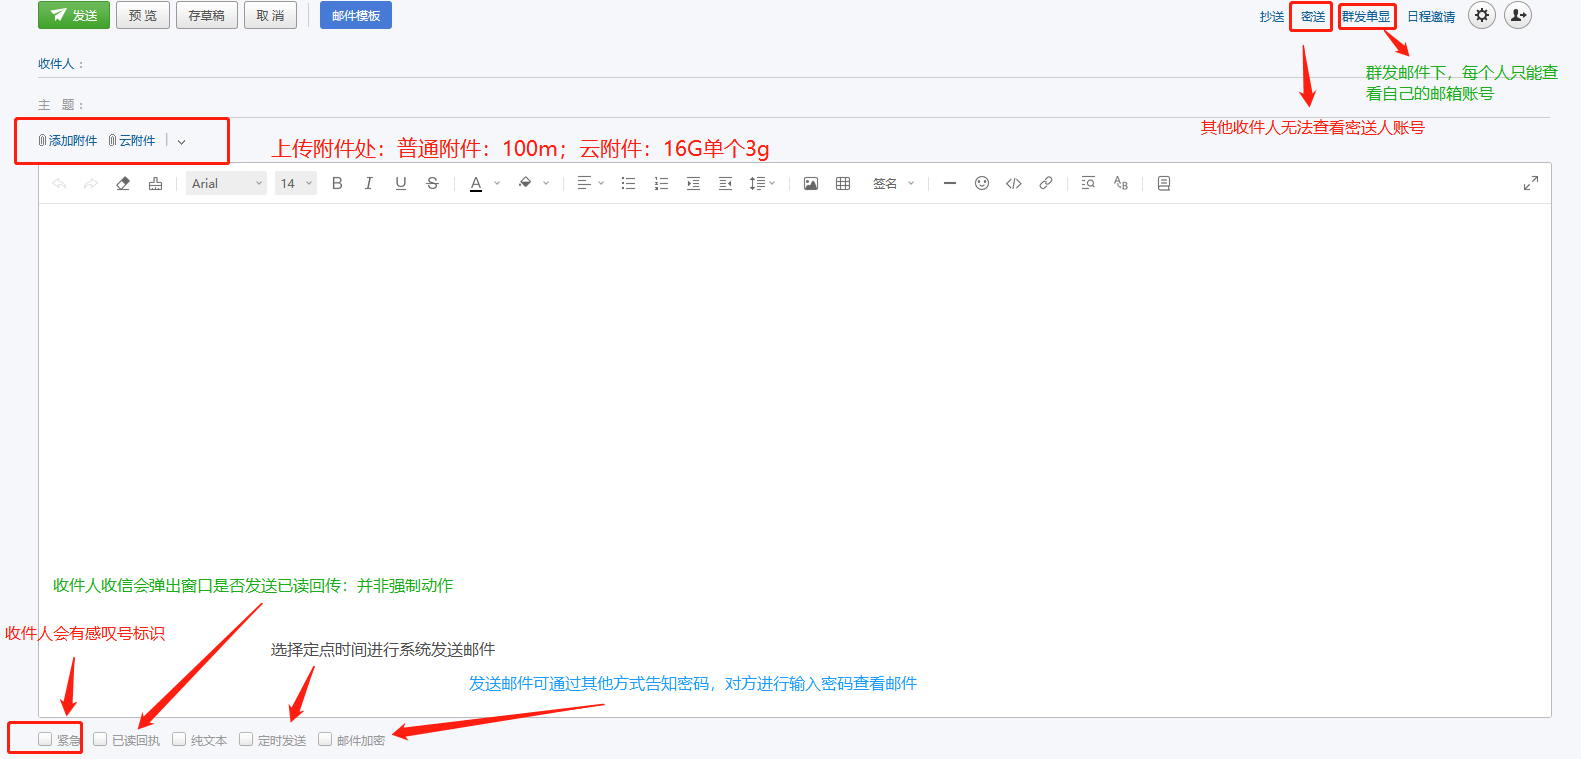 发送 预 览 存草稿 取 消 邮件模板 抄送 密送 群发单显 日程邀请
收件人：
群发邮件下，每个人只能查
看自己的邮箱账号
主 题：
其他收件人无法查看密送人账号
添加附件 云附件
上传附件处：普通附件：100m；云附件：16G单个3g
Arial 14 B I U S A 签名
收件人收信会弹出窗口是否发送已读回传：并非强制动作
收件人会有感叹号标识
选择定点时间进行系统发送邮件
发送邮件可通过其他方式告知密码，对方进行输入密码查看邮件
紧急 已读回执 纯文本 定时发送 邮件加密